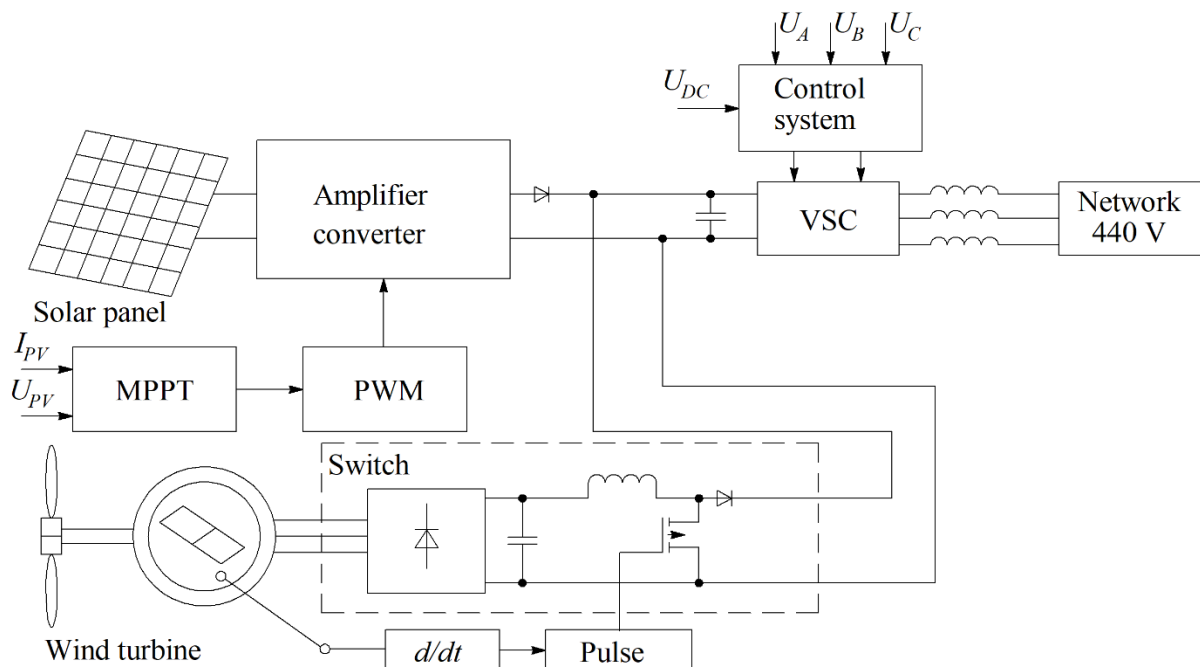 U_A
U_B
U_C
U_DC
Control
system
Amplifier
converter
VSC
Network
440 V
Solar panel
I_PV
U_PV
MPPT
PWM
Switch
Wind turbine
d/dt
Pulse